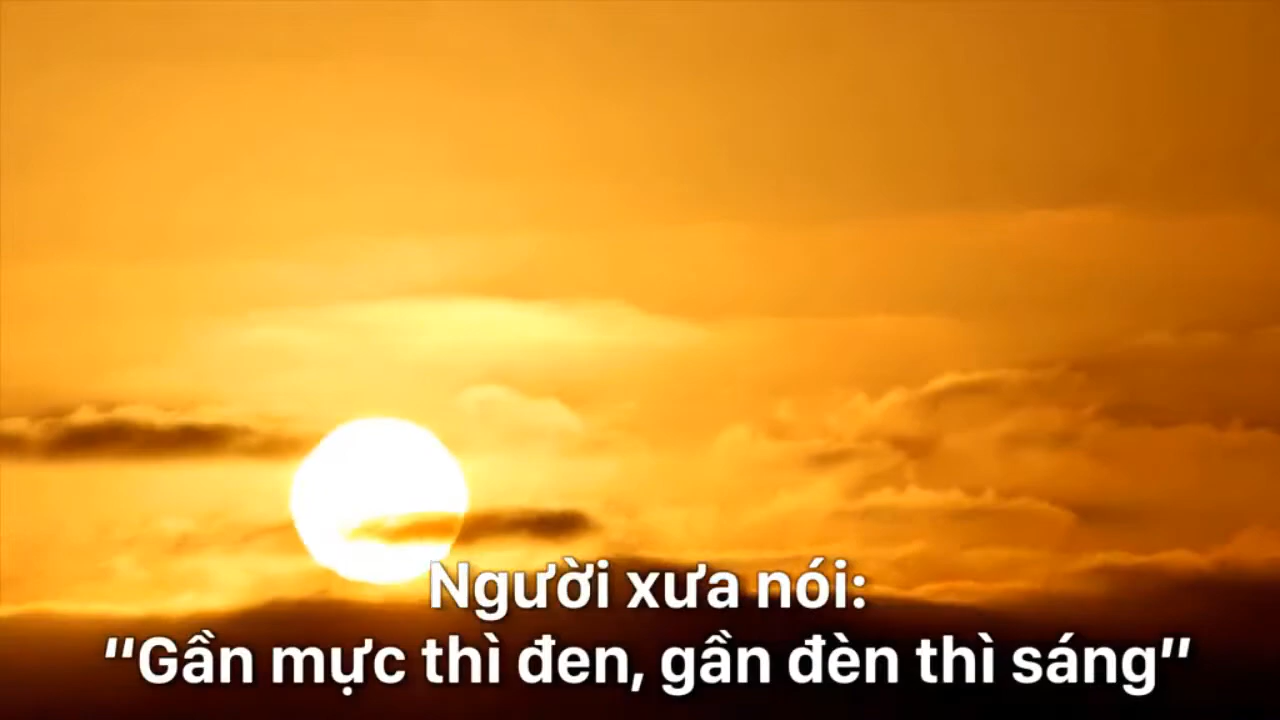 Người xưa nói:
“Gần mực thì đen, gần đèn thì sáng”